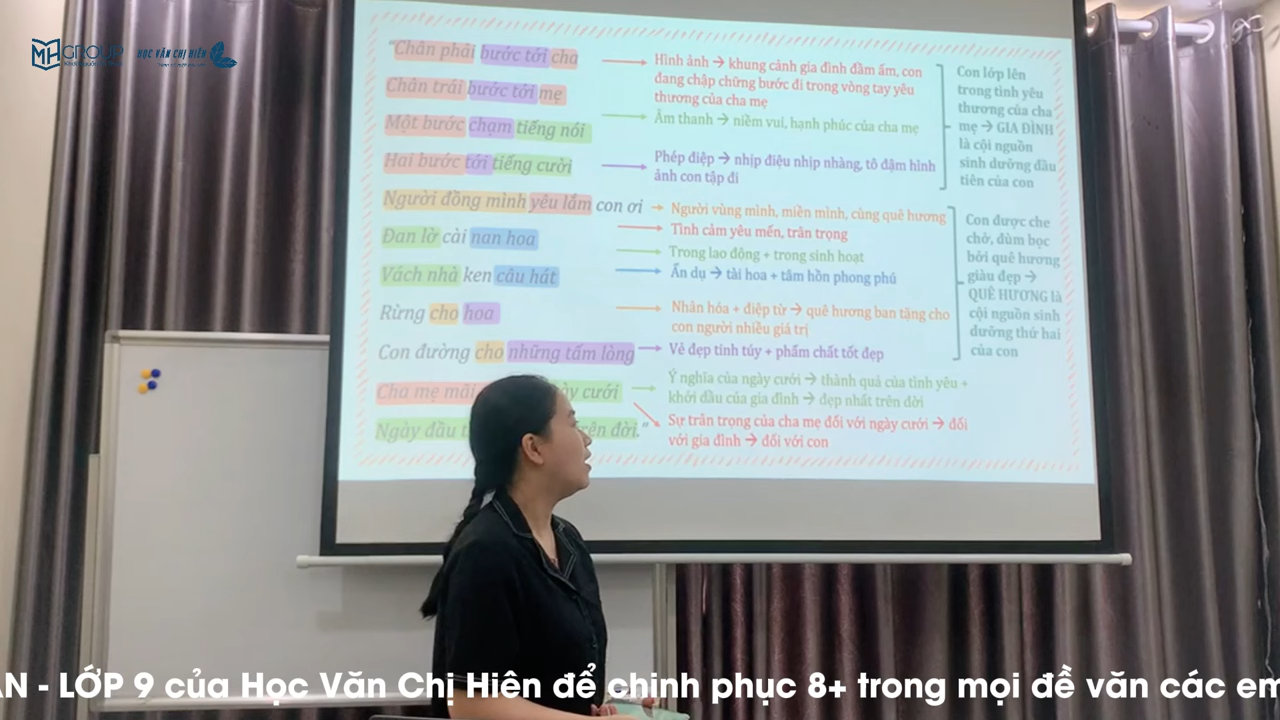 MH GROUP
HỌC VĂN CHỊ HIÊN
"Chân phải bước tới cha
Chân trái bước tới mẹ
Một bước chạm tiếng nói
Hai bước tới tiếng cười
Người đồng mình yêu lắm con ơi
Đan lờ cài nan hoa
Vách nhà ken câu hát
Rừng cho hoa
Con đường cho những tấm lòng
Cha mẹ mãi ày cưới
Ngày đầu t rên đời."
Hình ảnh → khung cảnh gia đình đầm ấm, con
đang chập chững bước đi trong vòng tay yêu
thương của cha mẹ
Âm thanh → niềm vui, hạnh phúc của cha mẹ
Phép điệp → nhịp điệu nhịp nhàng, tô đậm hình
ảnh con tập đi
Người vùng mình, miền mình, cùng quê hương
Tình cảm yêu mến, trân trọng
Trong lao động + trong sinh hoạt
Ẩn dụ → tài hoa + tâm hồn phong phú
Nhân hóa + điệp từ → quê hương ban tặng cho
con người nhiều giá trị
Vẻ đẹp tinh túy + phẩm chất tốt đẹp
Ý nghĩa của ngày cưới → thành quả của tình yêu +
khởi đầu của gia đình → đẹp nhất trên đời
Sự trân trọng của cha mẹ đối với ngày cưới → đối
với gia đình → đối với con
Con lớp lên
trong tình yêu
thương của cha
mẹ → GIA ĐÌNH
là cội nguồn
sinh dưỡng đầu
tiên của con
Con được che
chở, đùm bọc
bởi quê hương
giàu đẹp →
QUÊ HƯƠNG là
cội nguồn sinh
dưỡng thứ hai
của con
ĂN - LỚP 9 của Học Văn Chị Hiên để chinh phục 8+ trong mọi đề văn các em